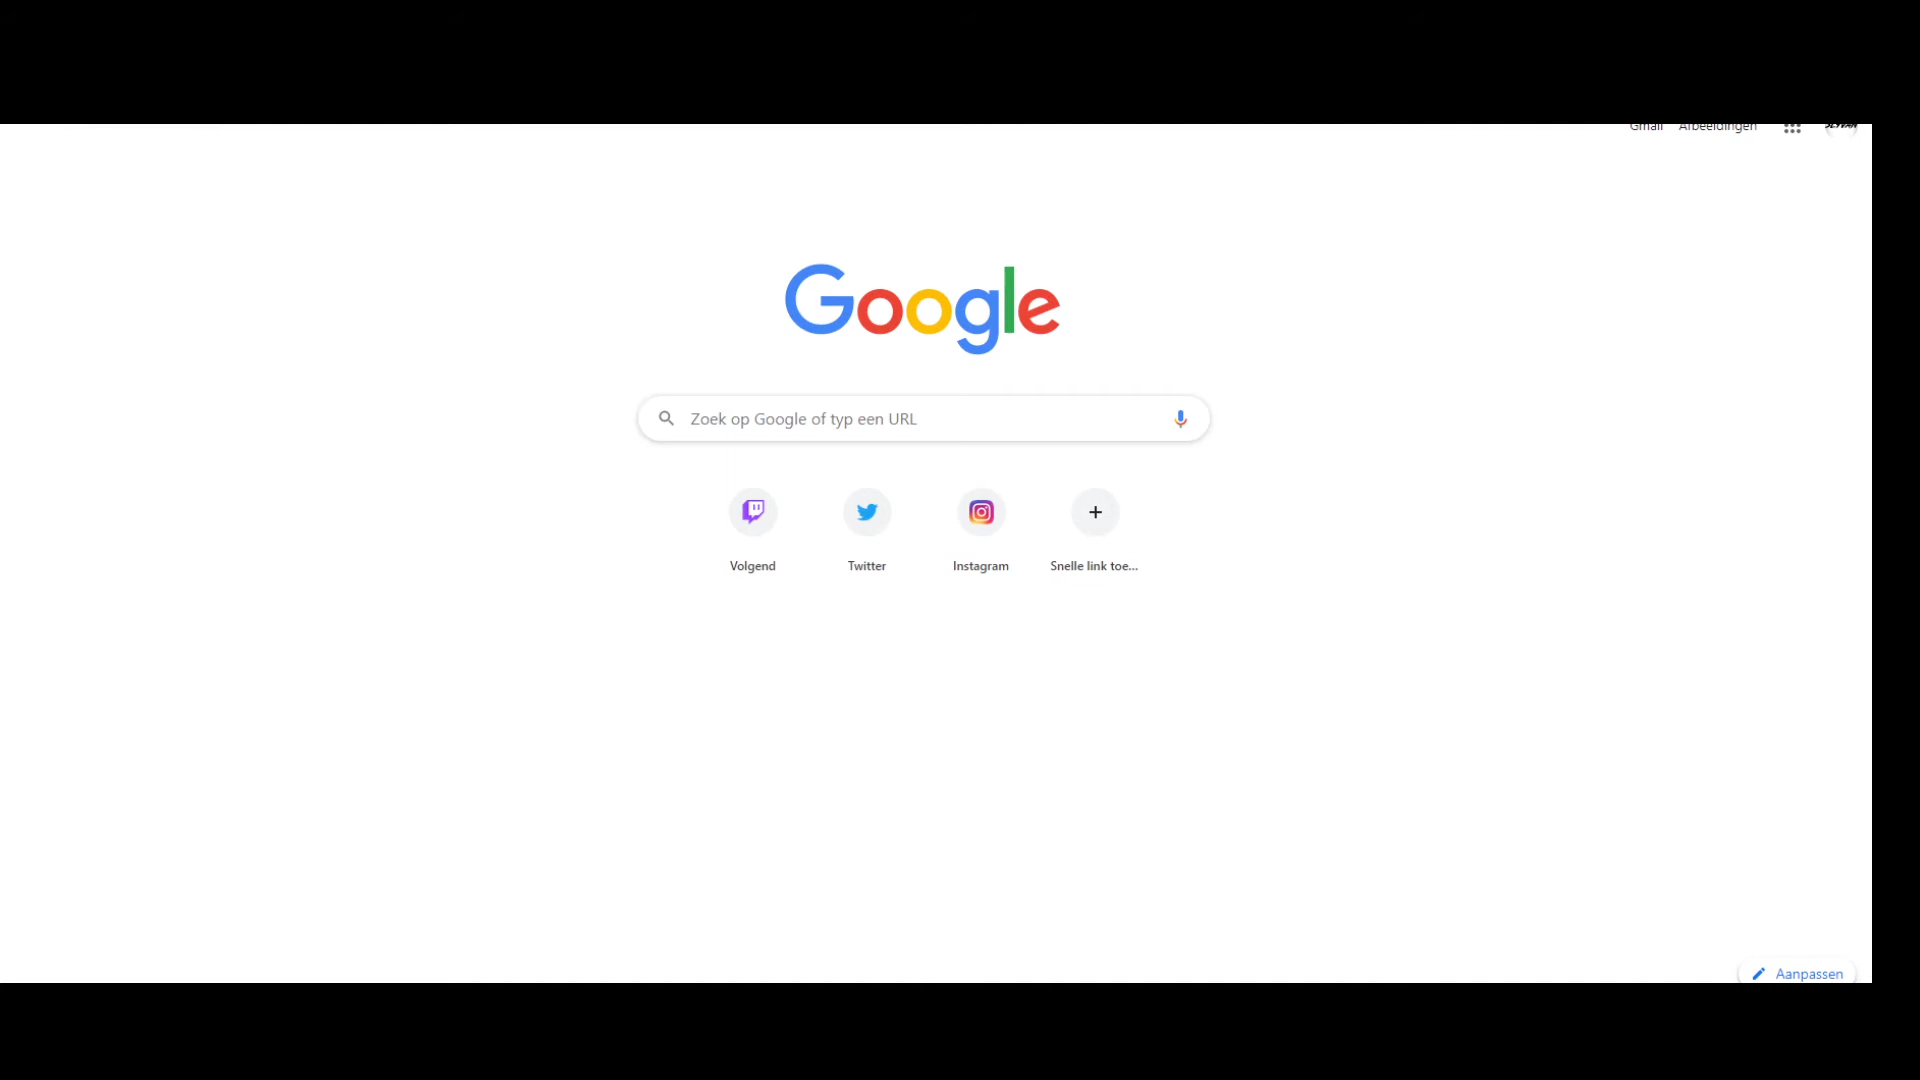 Gmail Afbeeldingen
Google
Zoek op Google of typ een URL
Volgend Twitter Instagram Snelle link toe...
Aanpassen